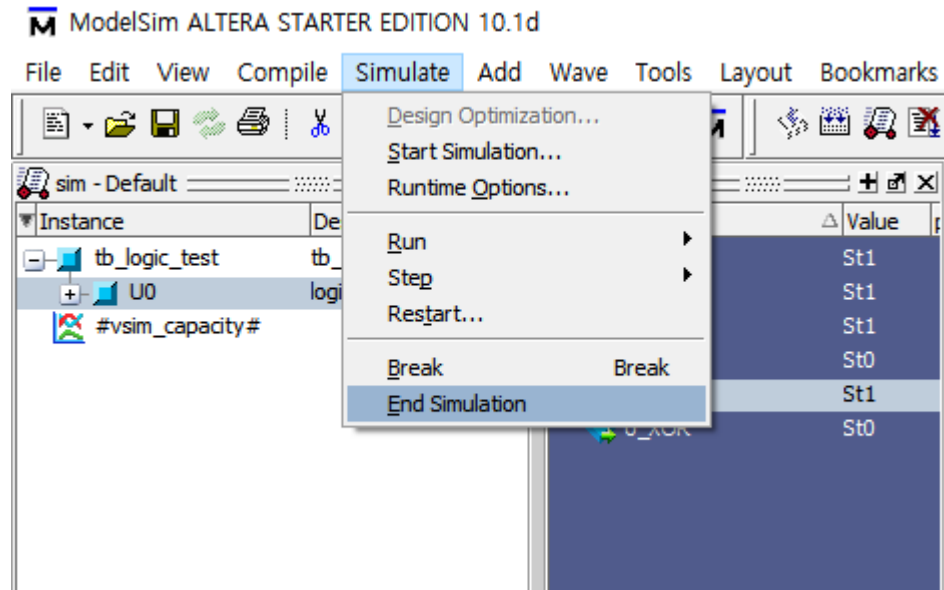 ModelSim ALTERA STARTER EDITION 10.1d
File Edit View Compile Simulate Add Wave Tools Layout Bookmarks
Design Optimization...
Start Simulation...
Runtime Options...
Run
Step
Restart...
Break Break
End Simulation
sim - Default
Instance
tb_logic_test
U0
#vsim_capacity#
De
tb_
logi
Value
St1
St1
St1
St0
St1
St0